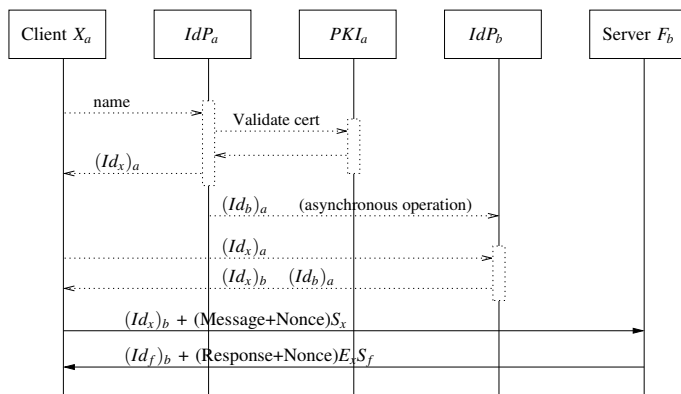 Client X_a IdP_a PKI_a IdP_b Server F_b
name
Validate cert
(Id_x)_a
(Id_b)_a (asynchronous operation)
(Id_x)_a
(Id_x)_b (Id_b)_a
(Id_x)_b + (Message+Nonce)S_x
(Id_f)_b + (Response+Nonce)E_xS_f